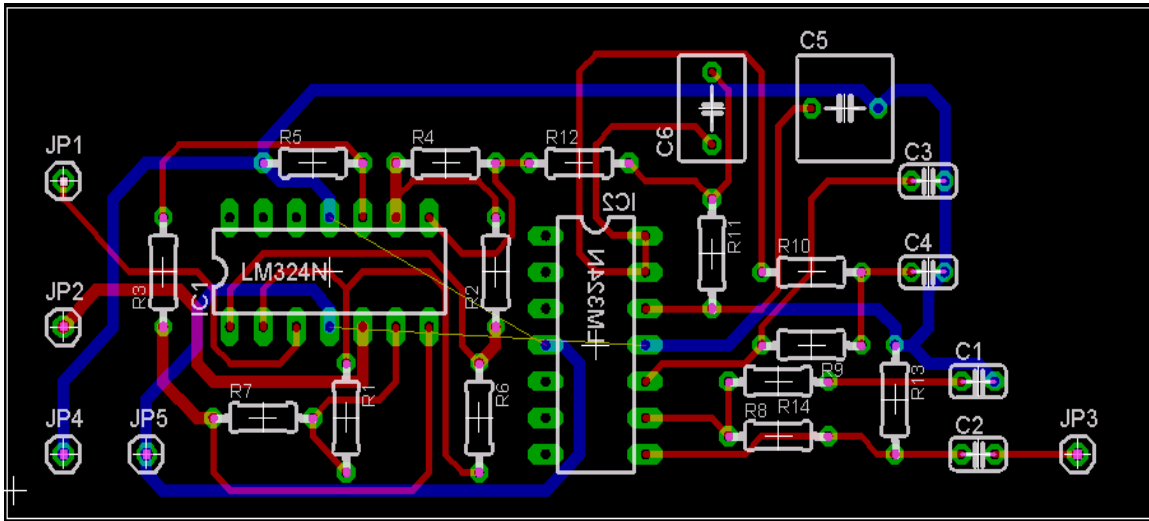 C5
R5
R4
R12
C6
JP1
C3
IC2
R11
R10
LM324N
LM324N
C4
JP2
R3
IC1
R2
C1
R9
R13
R7
R1
R6
R8
R14
JP4
JP5
C2
JP3